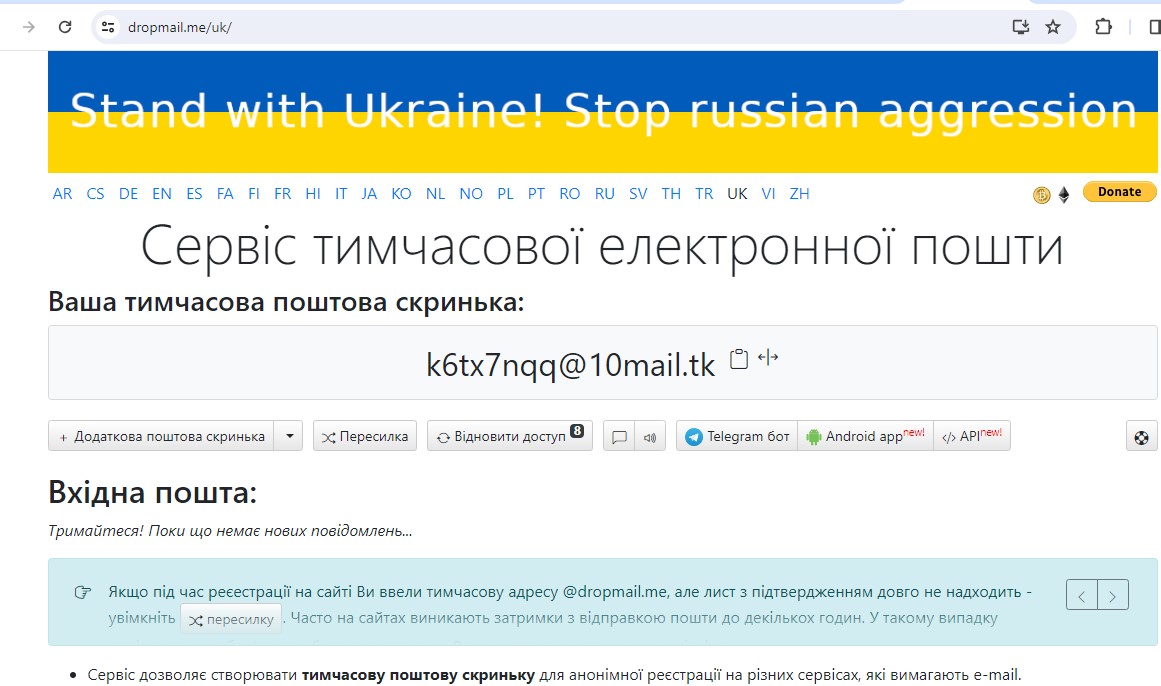 dropmail.me/uk/
Stand with Ukraine! Stop russian aggression
AR CS DE EN ES FA FI FR HI IT JA KO NL NO PL PT RO RU SV TH TR UK VI ZH Donate
Сервіс тимчасової електронної пошти
Ваша тимчасова поштова скринька:
k6tx7nqq@10mail.tk
+ Додаткова поштова скринька Пересилка Відновити доступ 8 Telegram бот Android app new! </> API new!
Вхідна пошта:
Тримайтеся! Поки що немає нових повідомлень...
Якщо під час реєестрації на сайті Ви ввели тимчасову адресу @dropmail.me, але лист з підтвердженням довго не надходить -
увімкніть пересилку. Часто на сайтах виникають затримки з відправкою пошти до декількох годин. У такому випадку
• Сервіс дозволяє створювати тимчасову поштову скриньку для анонімної реєстрації на різних сервісах, які вимагають e-mail.